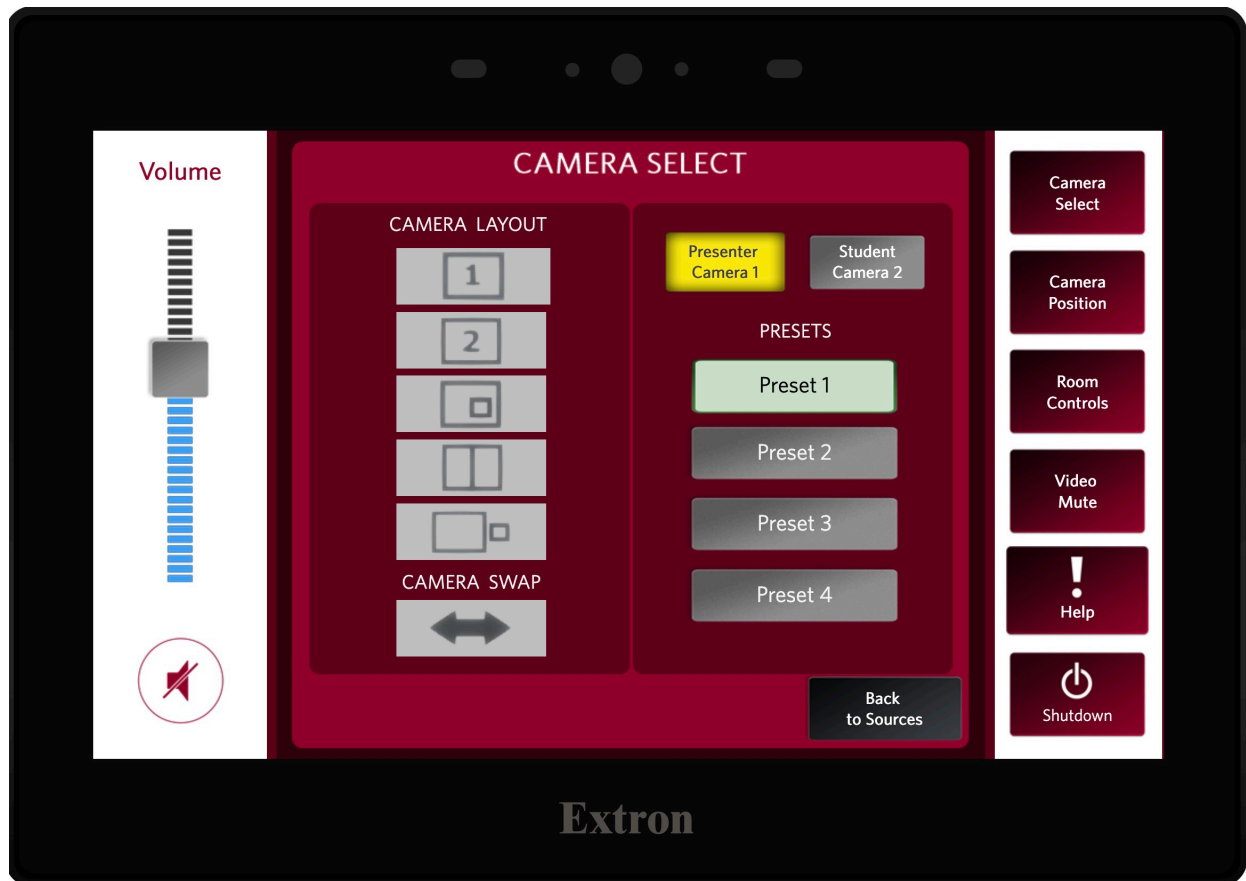 Volume
CAMERA SELECT
CAMERA LAYOUT
1
2
CAMERA SWAP
Presenter
Camera 1
Student
Camera 2
PRESETS
Preset 1
Preset 2
Preset 3
Preset 4
Back
to Sources
Camera
Select
Camera
Position
Room
Controls
Video
Mute
!
Help
Shutdown
Extron